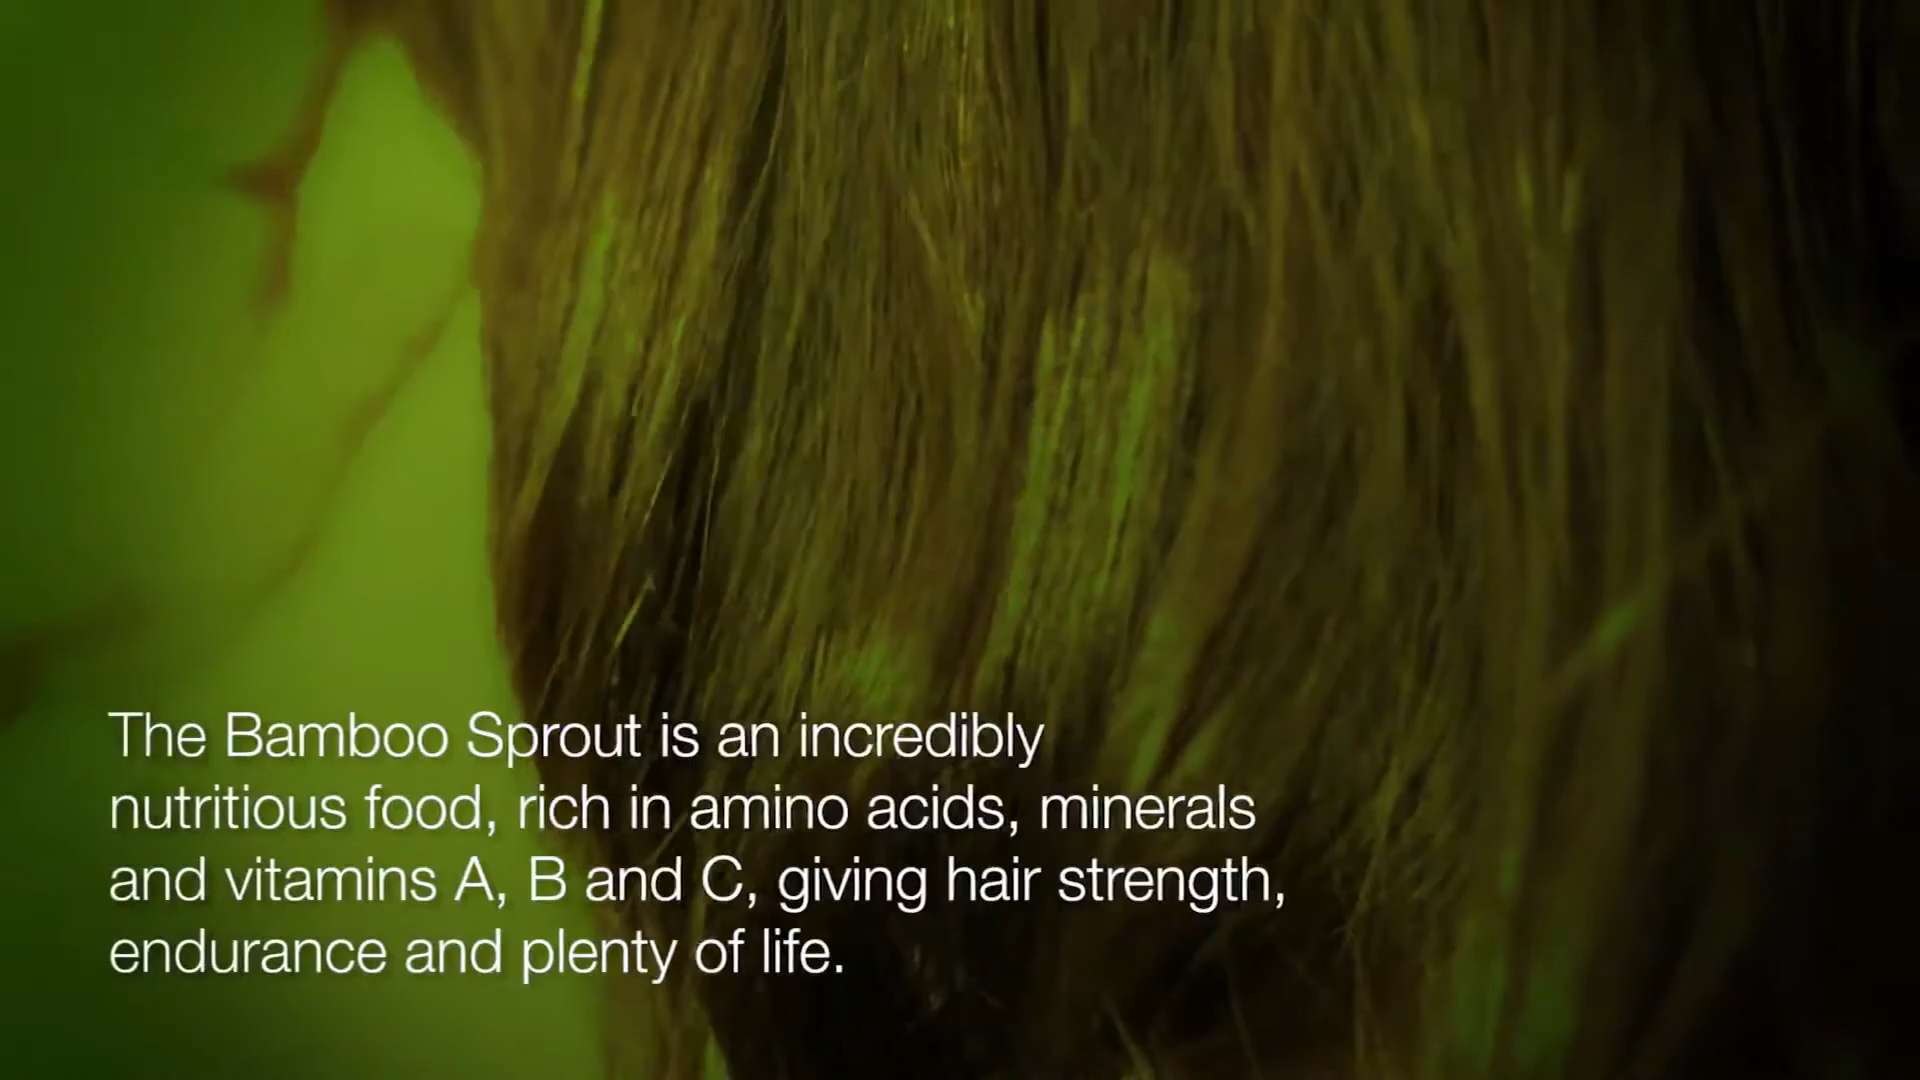 The Bamboo Sprout is an incredibly
nutritious food, rich in amino acids, minerals
and vitamins A, B and C, giving hair strength,
endurance and plenty of life.